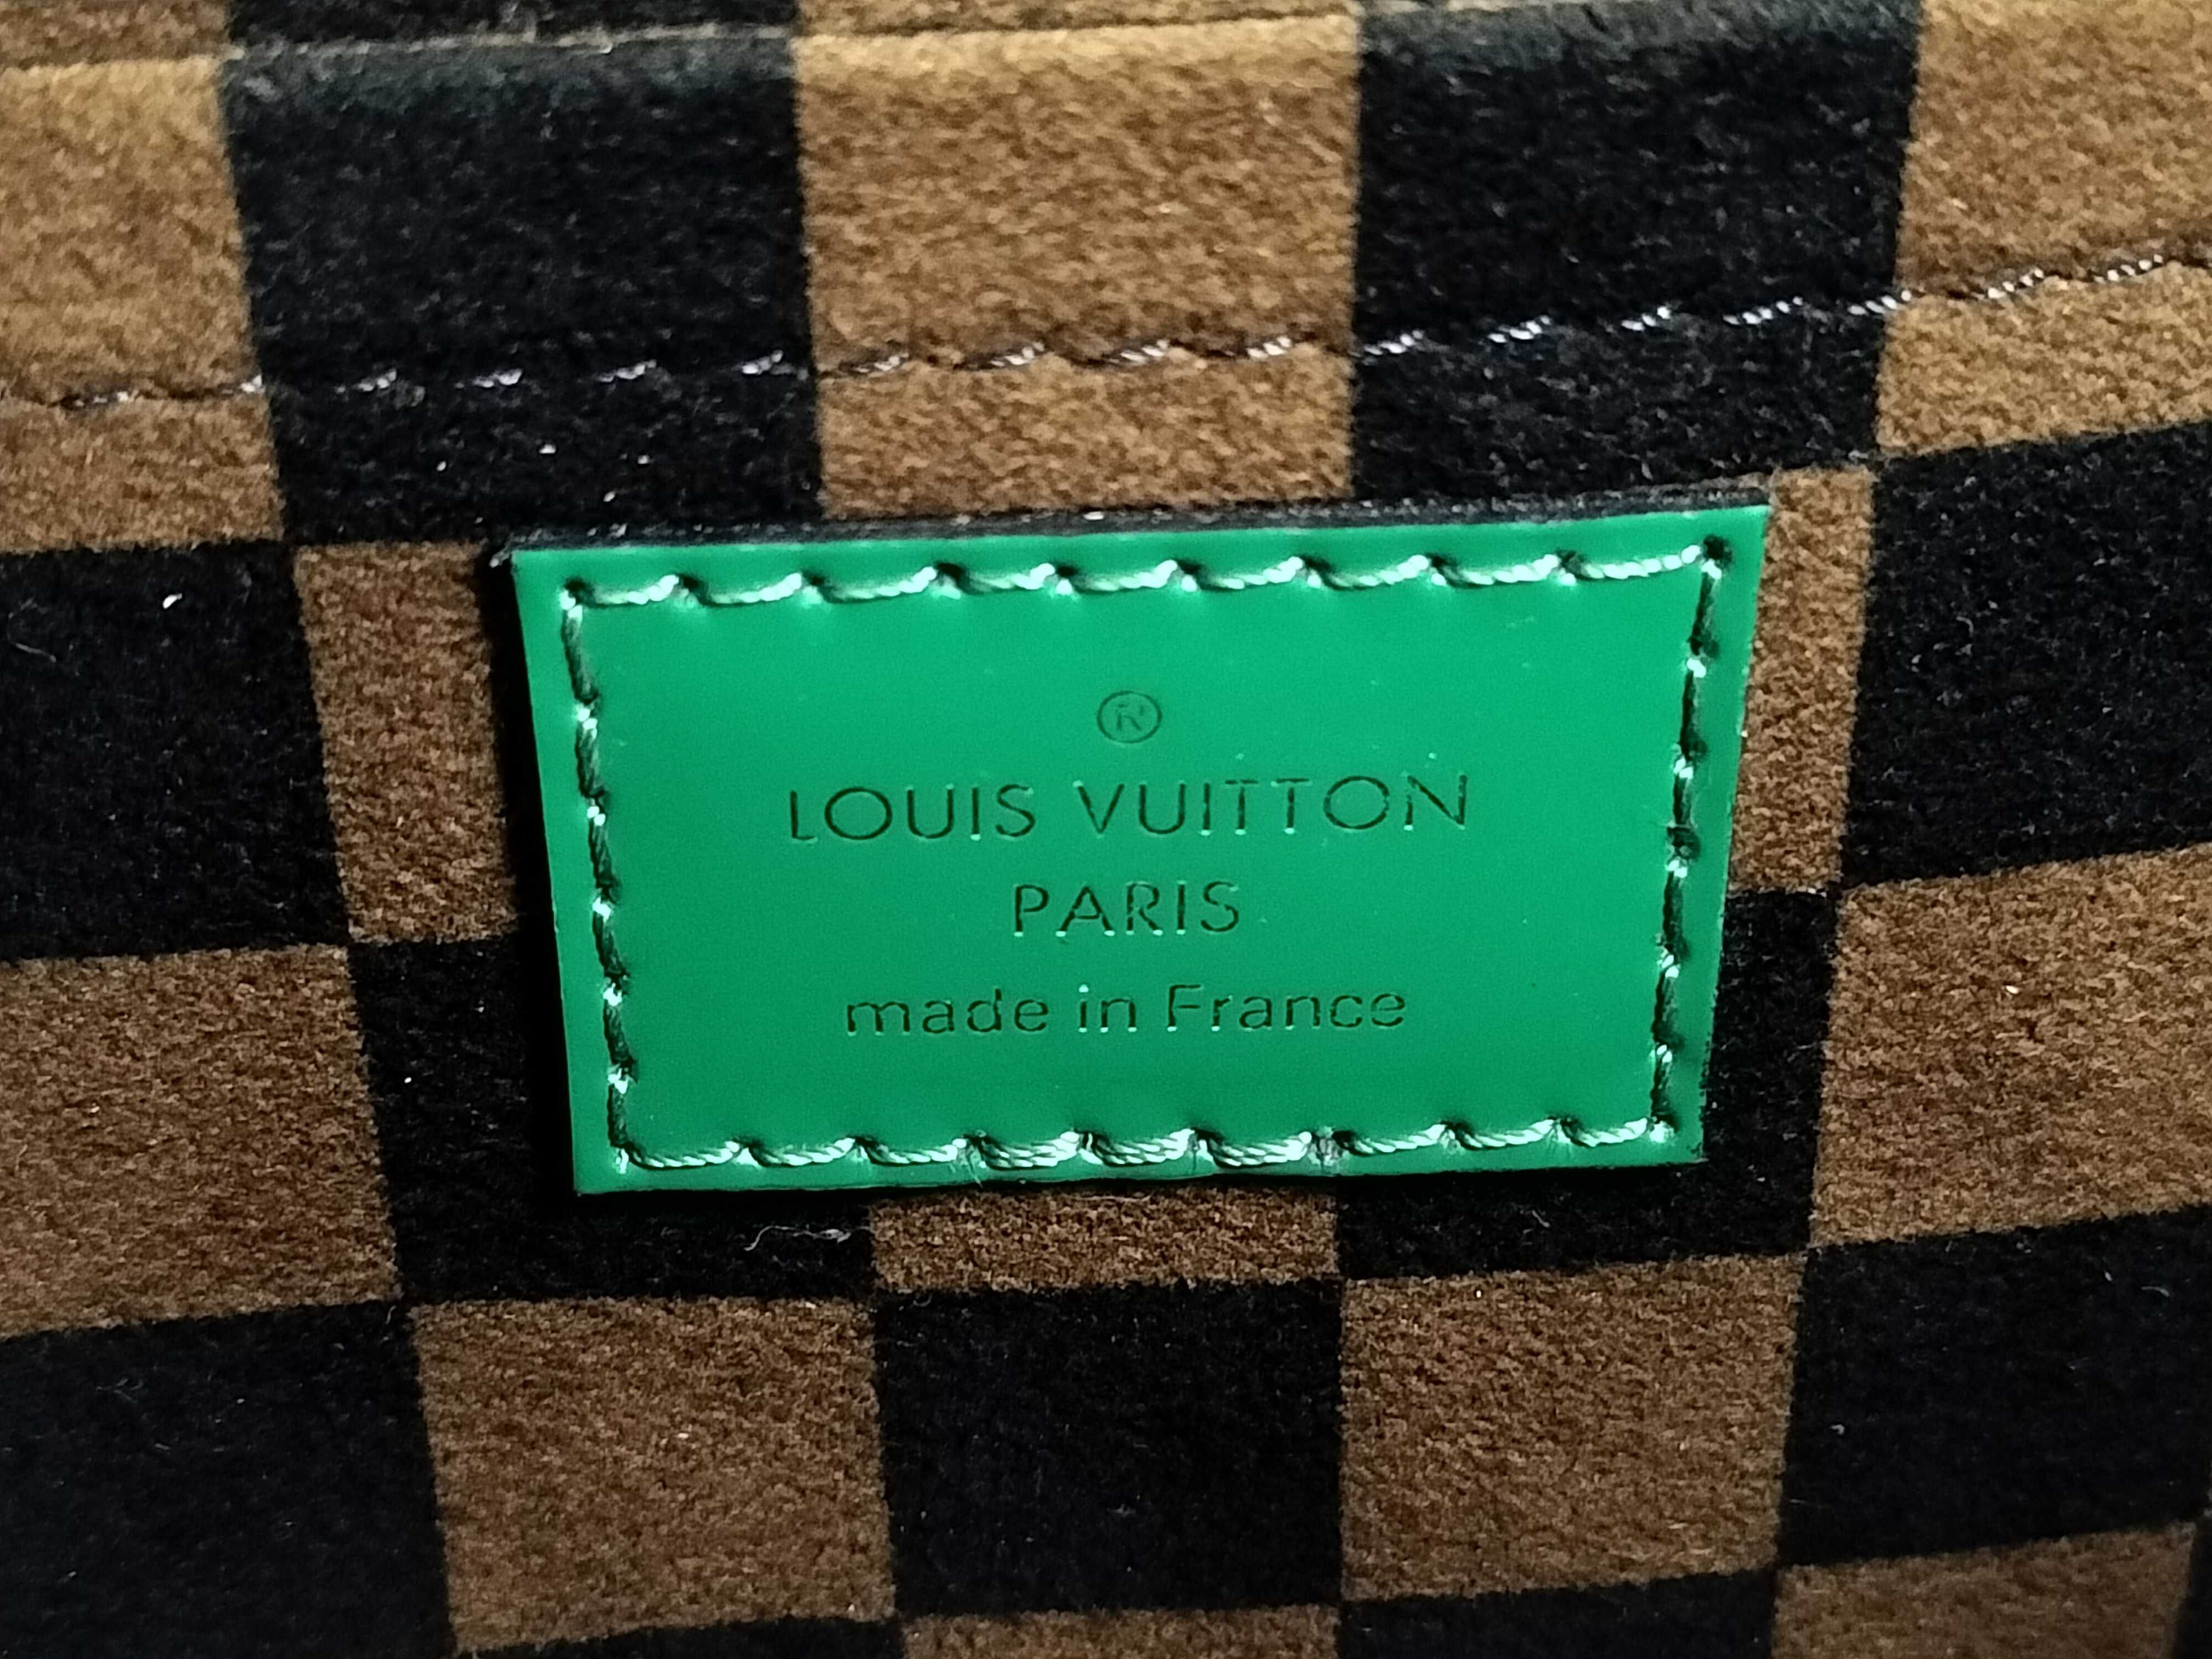 ®
LOUIS VUITTON
PARIS
made in France